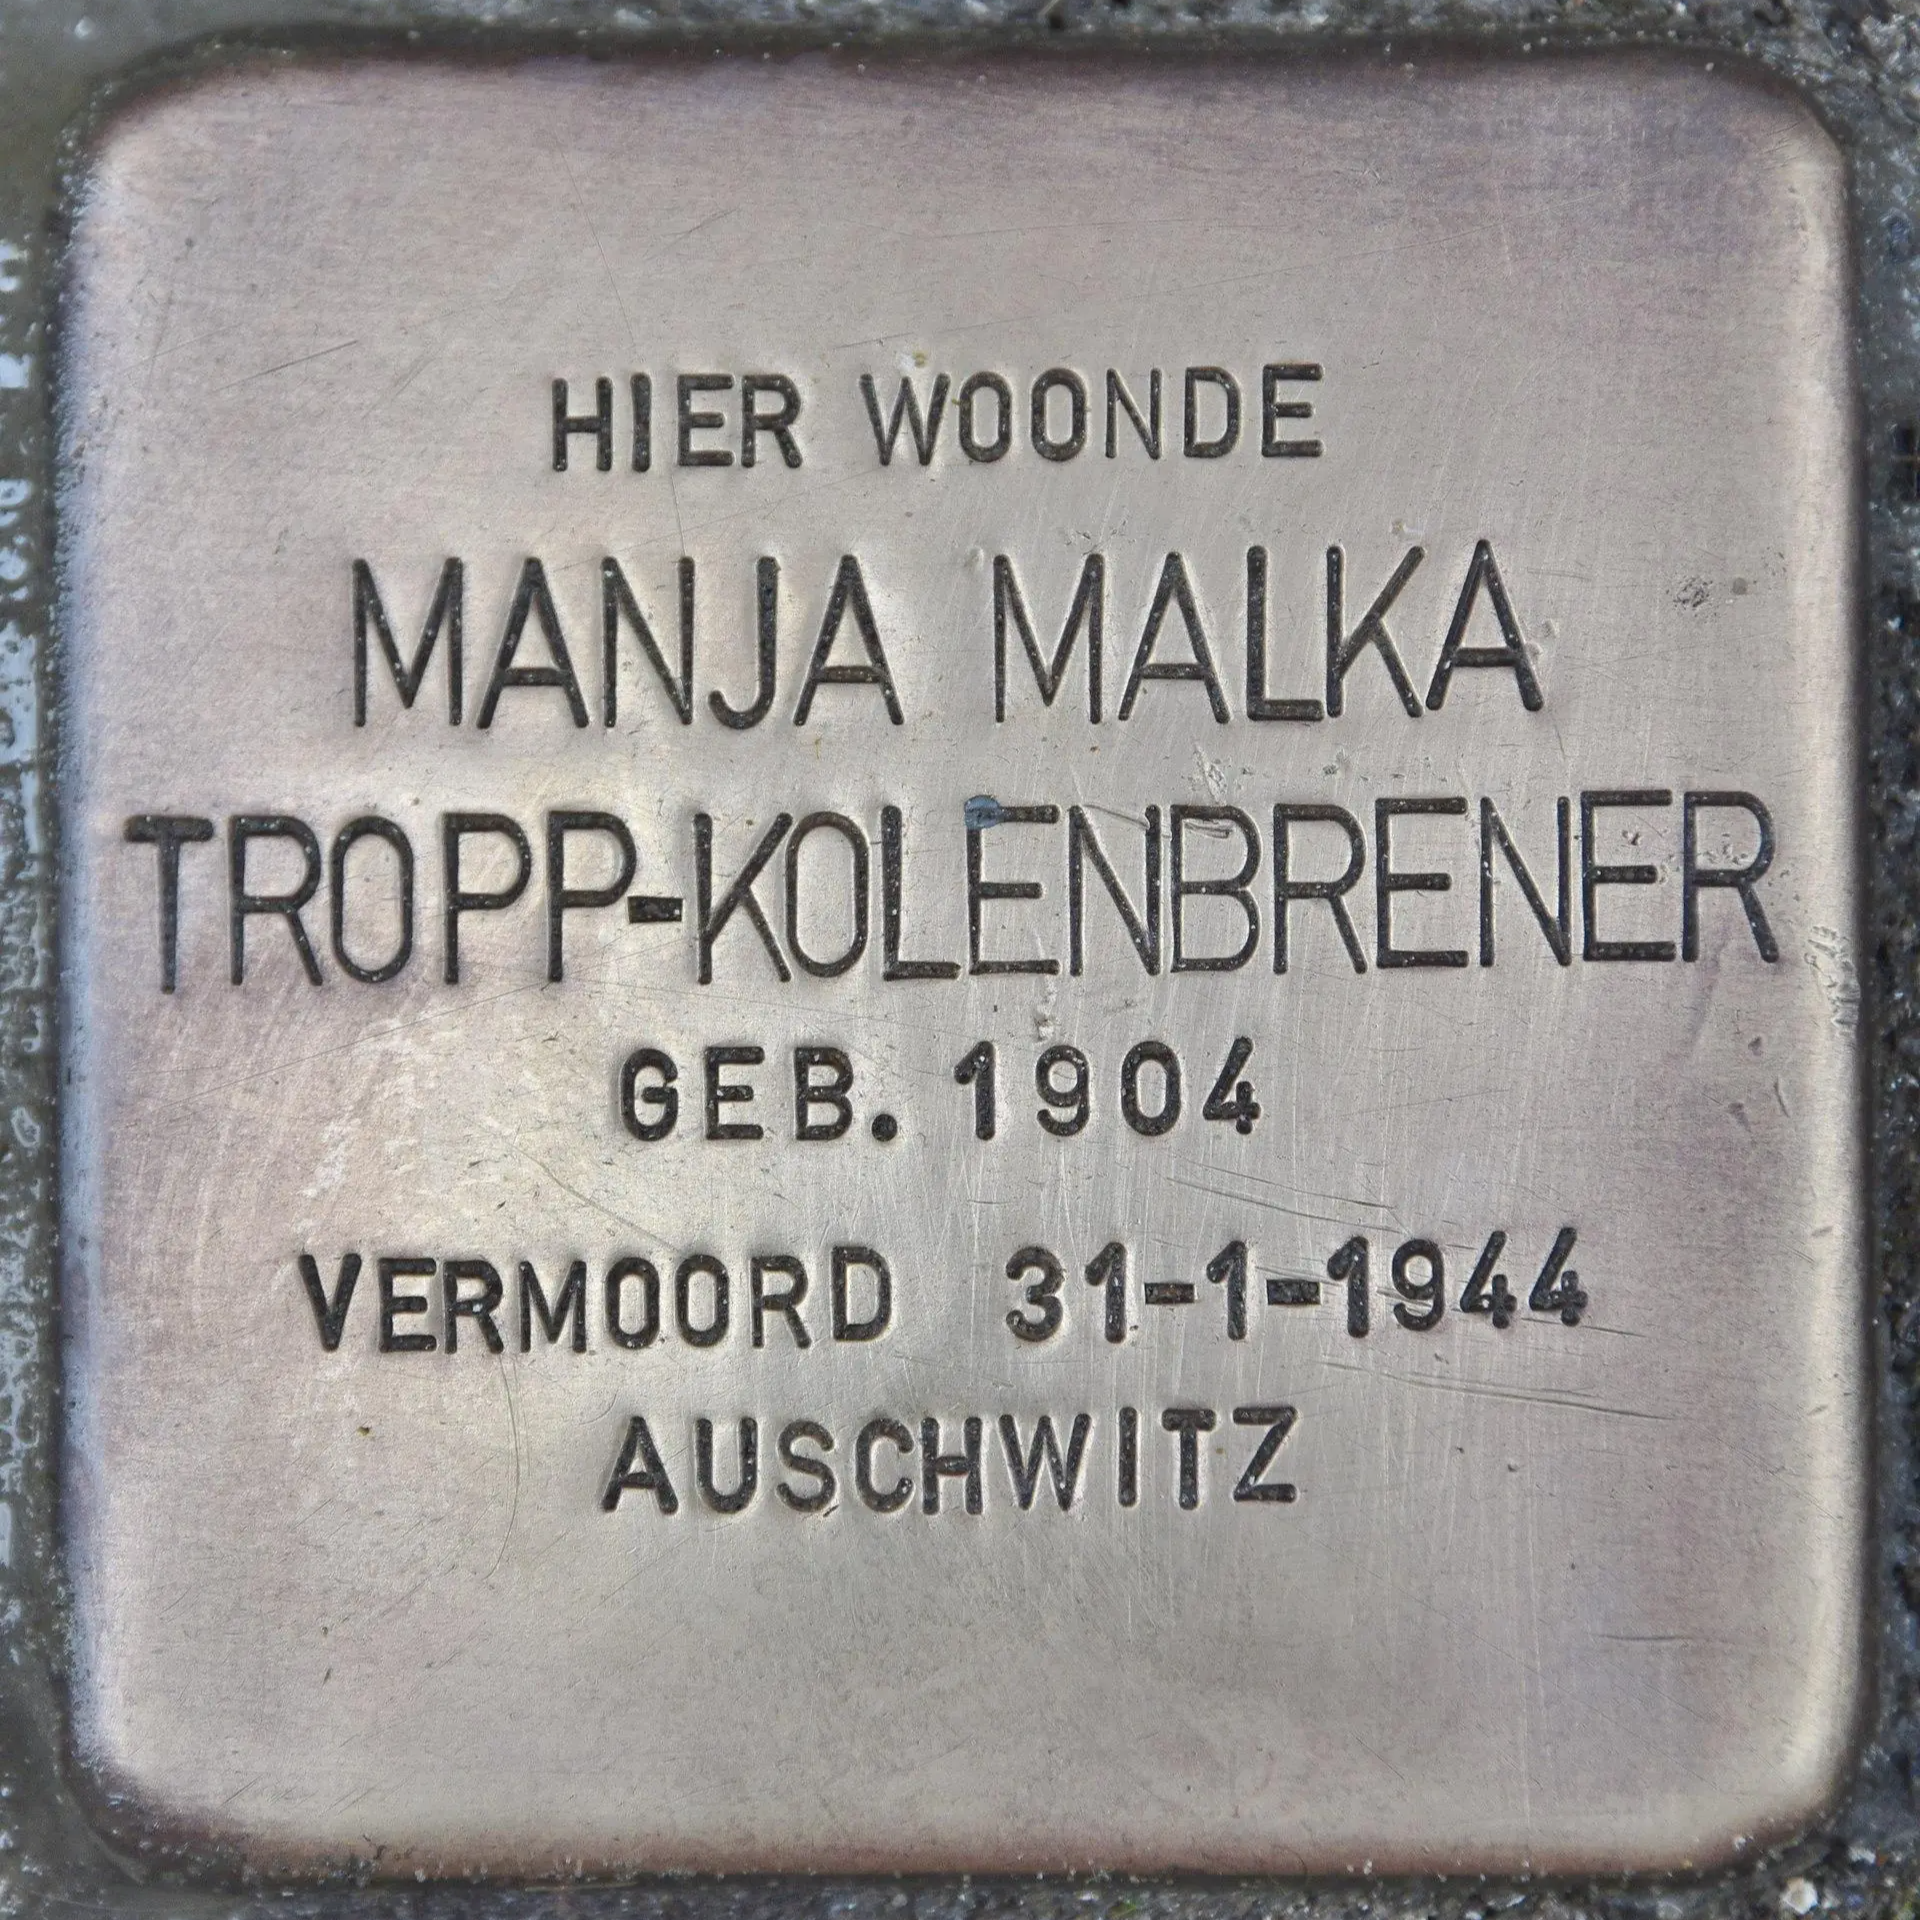 HIER WOONDE
MANJA MALKA
TROPP-KOLENBRENER
GEB. 1904
VERMOORD 31-1-1944
AUSCHWITZ